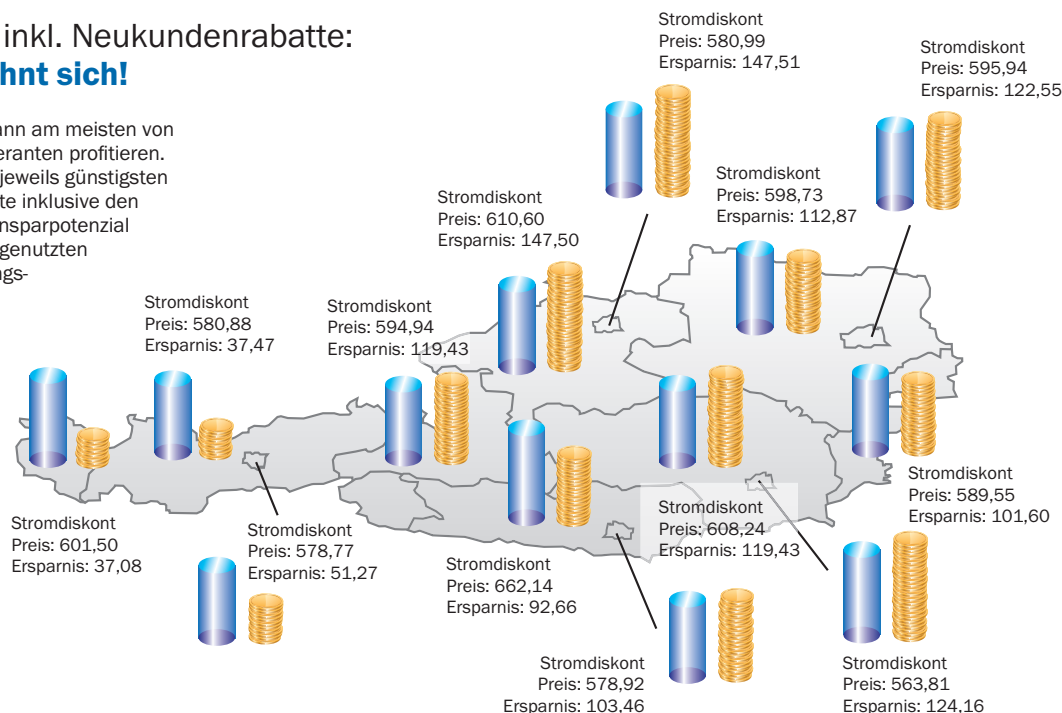 inkl. Neukundenrabatte:
hnt sich!
ann am meisten von
eranten profitieren.
jeweils günstigsten
te inklusive den
nsparpotenzial
genutzten
ngs-
Stromdiskont
Preis: 580,99
Ersparnis: 147,51
Stromdiskont
Preis: 595,94
Ersparnis: 122,55
Stromdiskont
Preis: 598,73
Ersparnis: 112,87
Stromdiskont
Preis: 610,60
Ersparnis: 147,50
Stromdiskont
Preis: 580,88
Ersparnis: 37,47
Stromdiskont
Preis: 594,94
Ersparnis: 119,43
Stromdiskont
Preis: 589,55
Ersparnis: 101,60
Stromdiskont
Preis: 601,50
Ersparnis: 37,08
Stromdiskont
Preis: 578,77
Ersparnis: 51,27
Stromdiskont
Preis: 662,14
Ersparnis: 92,66
Stromdiskont
Preis: 608,24
Ersparnis: 119,43
Stromdiskont
Preis: 578,92
Ersparnis: 103,46
Stromdiskont
Preis: 563,81
Ersparnis: 124,16